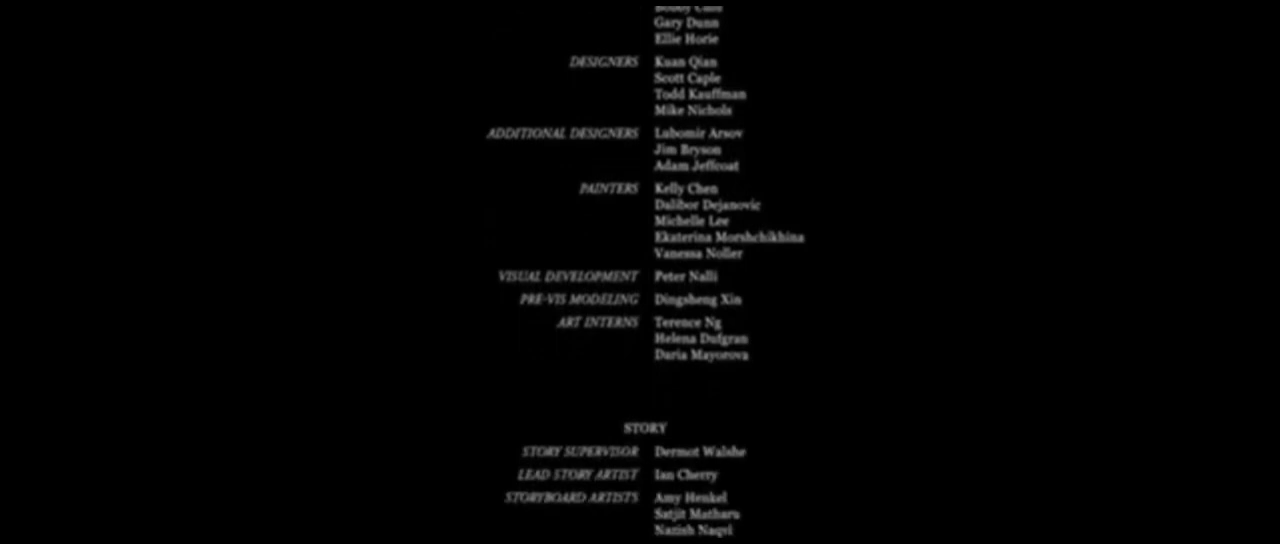 Gary Dunn
Ellie Horie
DESIGNERS Kuan Qian
Scott Caple
Todd Kauffman
Mike Nichols
ADDITIONAL DESIGNERS Lubomir Arsov
Jim Bryson
Adam Jeffcoat
PAINTERS Kelly Chen
Dalibor Dejanovic
Michelle Lee
Ekaterina Morshchikhina
Vanessa Noller
VISUAL DEVELOPMENT Peter Nalli
PRE-VIS MODELING Dingsheng Xin
ART INTERNS Terence Ng
Helena Dufgran
Daria Mayorova
STORY
STORY SUPERVISOR Dermot Walshe
LEAD STORY ARTIST Ian Cherry
STORYBOARD ARTISTS Amy Henkel
Satjit Matharu
Nazish Naqvi